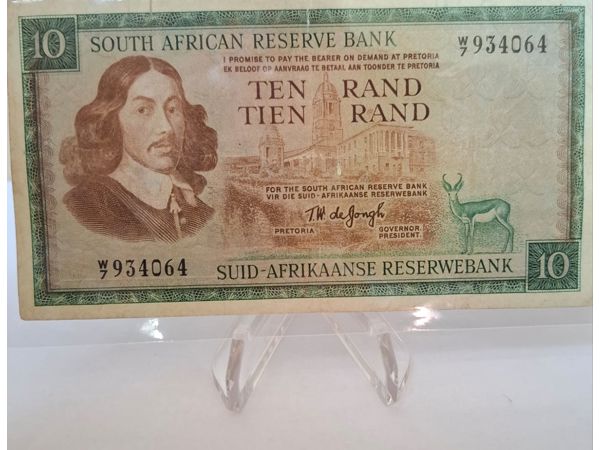 10 SOUTH AFRICAN RESERVE BANK W/7 934064
I PROMISE TO PAY THE BEARER ON DEMAND AT PRETORIA
EK BELOOF OP AANVRAAG TE BETAAL AAN TOONDER TE PRETORIA
TEN RAND
TIEN RAND
FOR THE SOUTH AFRICAN RESERVE BANK
VIR DIE SUID-AFRIKAANSE RESERWEBANK
T.W. de Jongh
PRETORIA GOVERNOR
PRESIDENT
W/7 934064 SUID-AFRIKAANSE RESERWEBANK 10